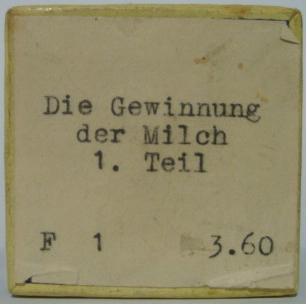 Die Gewinnung
der Milch
1. Teil
F 1 3.60